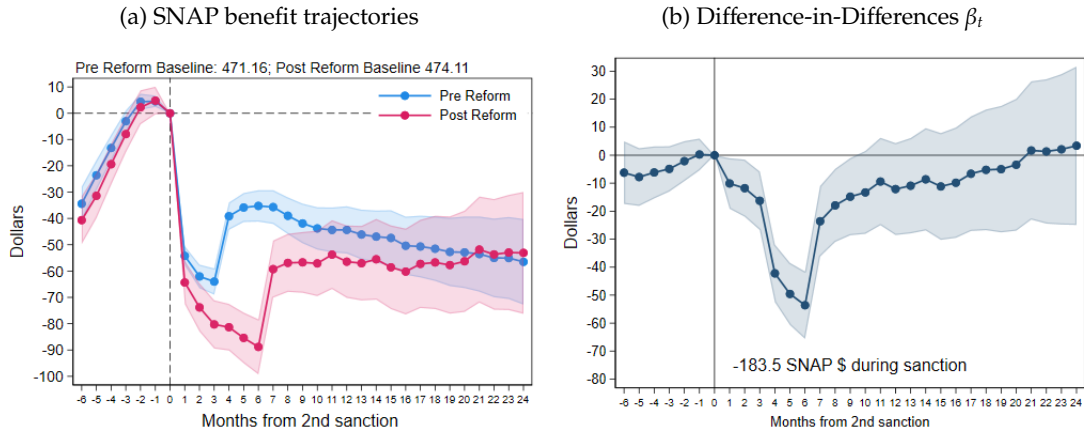 (a) SNAP benefit trajectories
Pre Reform Baseline: 471.16; Post Reform Baseline 474.11
Pre Reform
Post Reform
Dollars
10
0
-10
-20
-30
-40
-50
-60
-70
-80
-90
-100
-6 -5 -4 -3 -2 -1 0 1 2 3 4 5 6 7 8 9 10 11 12 13 14 15 16 17 18 19 20 21 22 23 24
Months from 2nd sanction
(b) Difference-in-Differences βt
Dollars
30
20
10
0
-10
-20
-30
-40
-50
-60
-70
-80
-183.5 SNAP $ during sanction
-6 -5 -4 -3 -2 -1 0 1 2 3 4 5 6 7 8 9 10 11 12 13 14 15 16 17 18 19 20 21 22 23 24
Months from 2nd sanction